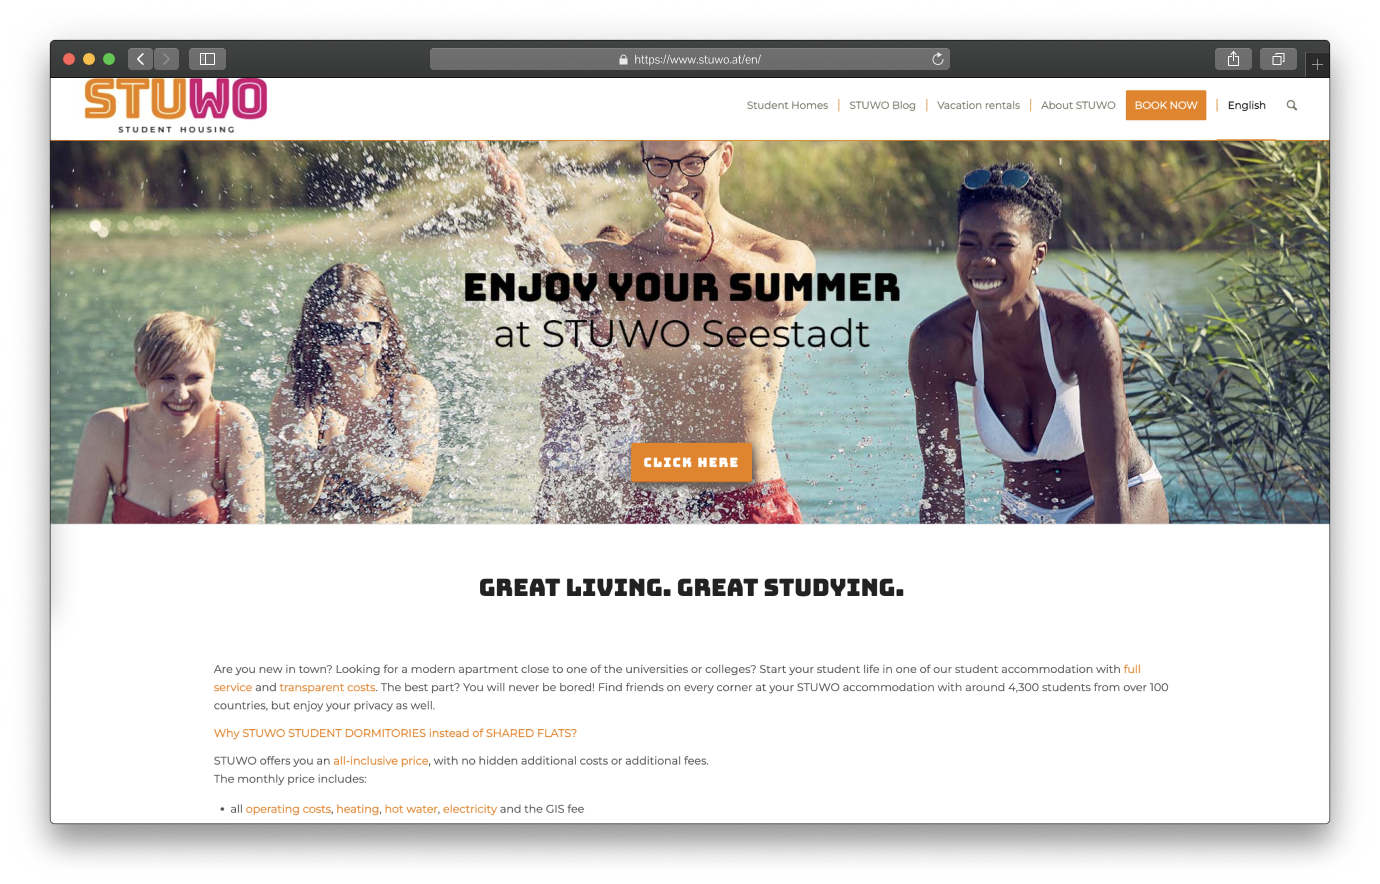 https://www.stuwo.at/en/
STUWO
STUDENT HOUSING
Student Homes | STUWO Blog | Vacation rentals | About STUWO BOOK NOW | English
ENJOY YOUR SUMMER
at STUWO Seestadt
CLICK HERE
GREAT LIVING. GREAT STUDYING.
Are you new in town? Looking for a modern apartment close to one of the universities or colleges? Start your student life in one of our student accommodation with full
service and transparent costs. The best part? You will never be bored! Find friends on every corner at your STUWO accommodation with around 4,300 students from over 100
countries, but enjoy your privacy as well.
Why STUWO STUDENT DORMITORIES instead of SHARED FLATS?
STUWO offers you an all-inclusive price, with no hidden additional costs or additional fees.
The monthly price includes:
• all operating costs, heating, hot water, electricity and the GIS fee